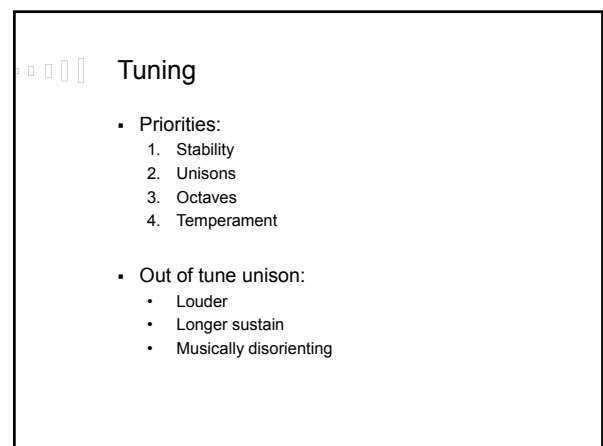 Tuning
▪ Priorities:
1. Stability
2. Unisons
3. Octaves
4. Temperament
▪ Out of tune unison:
• Louder
• Longer sustain
• Musically disorienting